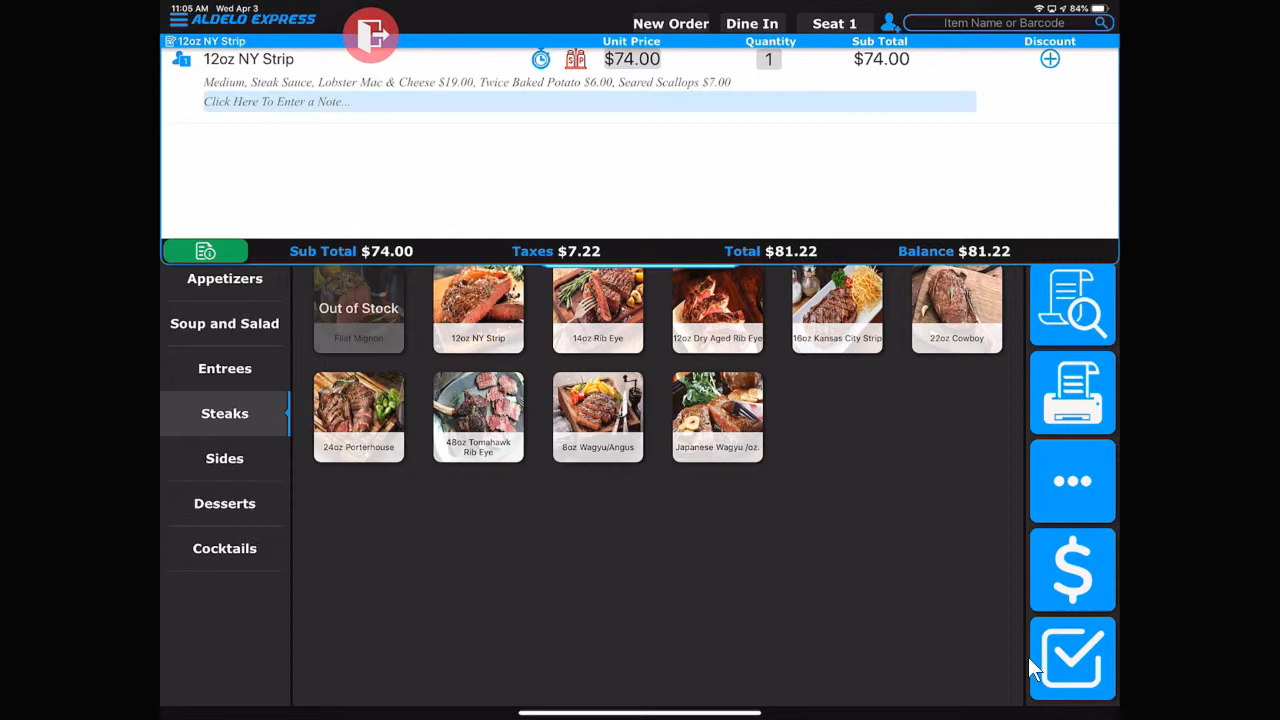 11:05 AM Wed Apr 3
84%
ALDELO EXPRESS
New Order
Dine In
Seat 1
Item Name or Barcode
12oz NY Strip
Unit Price
Quantity
Sub Total
Discount
1
12oz NY Strip
S P
$74.00
1
$74.00
Medium, Steak Sauce, Lobster Mac & Cheese $19.00, Twice Baked Potato $6.00, Seared Scallops $7.00
Click Here To Enter a Note...
Sub Total $74.00
Taxes $7.22
Total $81.22
Balance $81.22
Appetizers
Soup and Salad
Entrees
Steaks
Sides
Desserts
Cocktails
Out of Stock
Filet Mignon
12oz NY Strip
14oz Rib Eye
12oz Dry Aged Rib Eye
16oz Kansas City Strip
22oz Cowboy
24oz Porterhouse
48oz Tomahawk
Rib Eye
8oz Wagyu/Angus
Japanese Wagyu /oz.
$